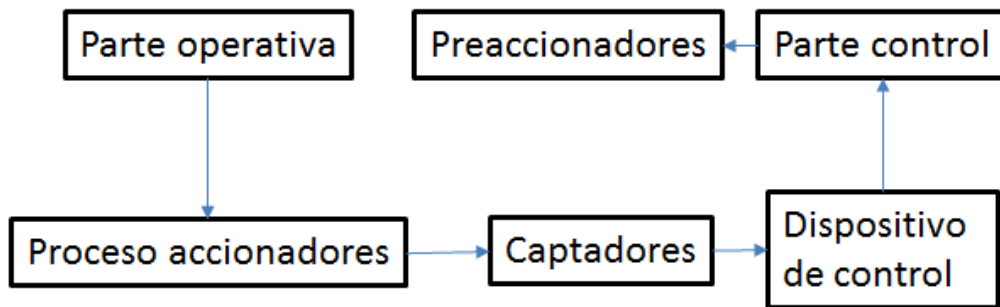 Parte operativa
Preaccionadores
Parte control
Proceso accionadores
Captadores
Dispositivo
de control